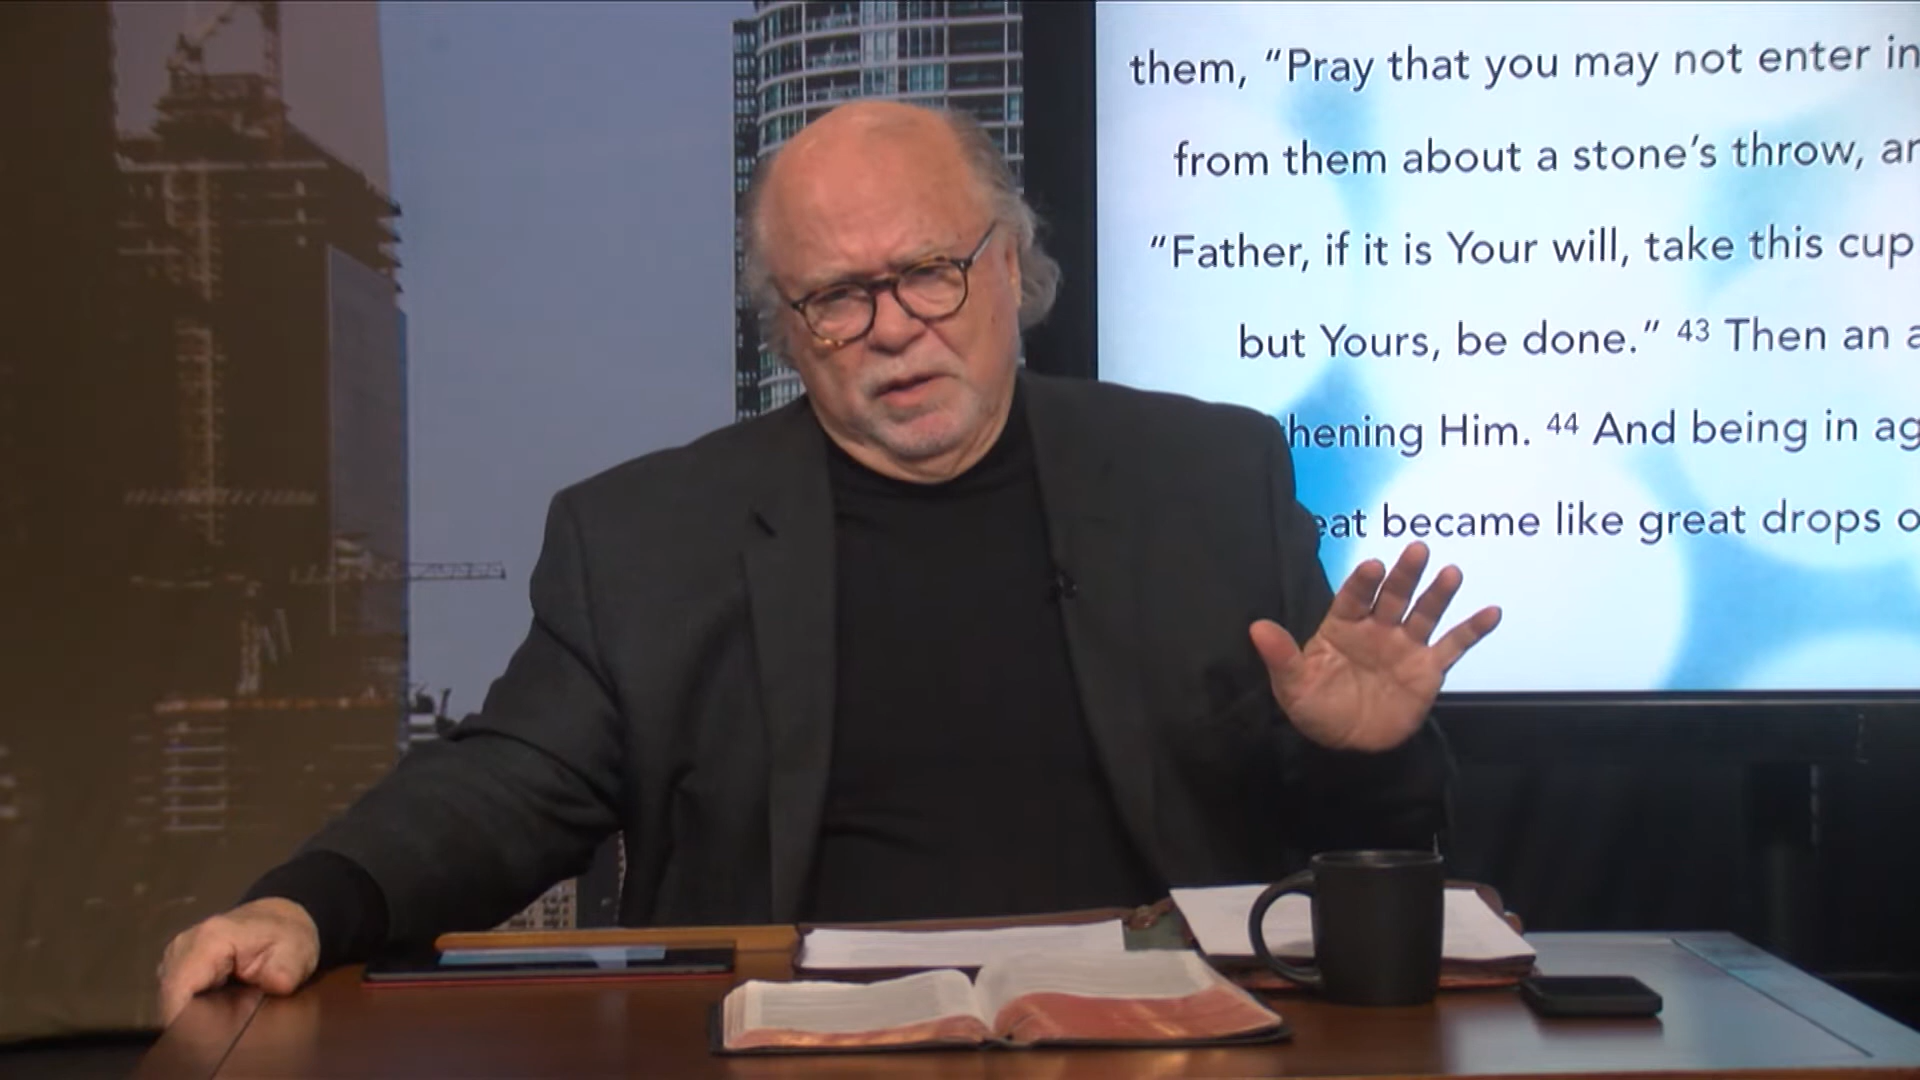 them, “Pray that you may not enter in
from them about a stone’s throw, an
“Father, if it is Your will, take this cup
but Yours, be done.” 43 Then an a
hening Him. 44 And being in ag
eat became like great drops o